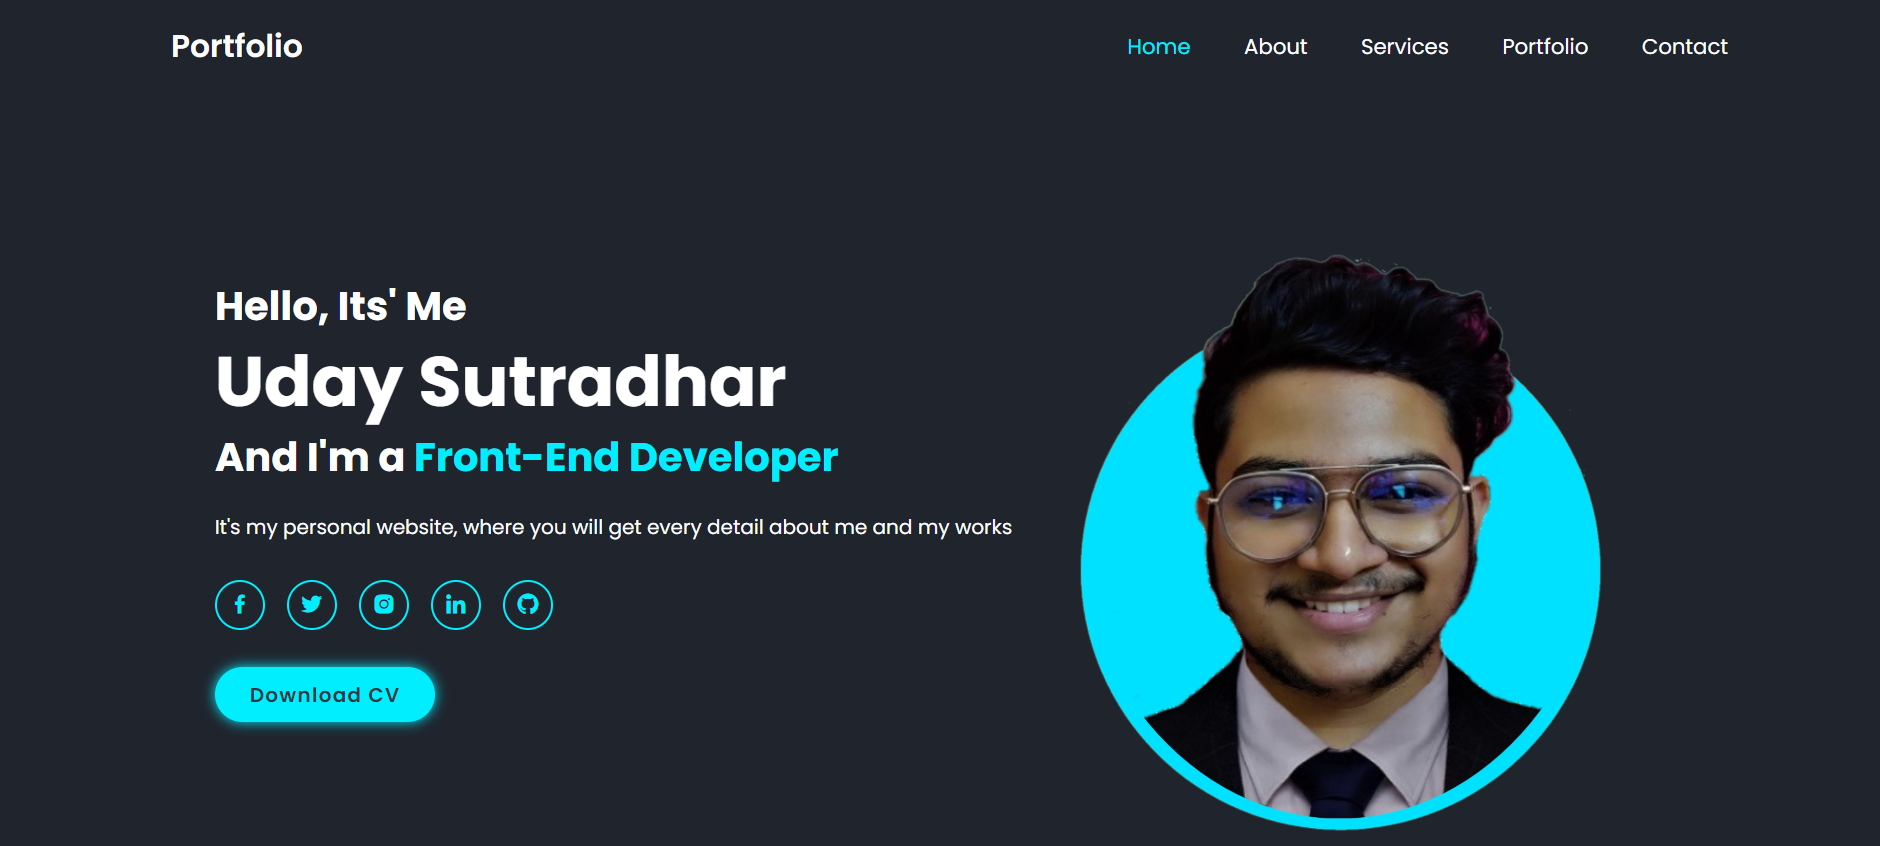 Portfolio
Home About Services Portfolio Contact
Hello, Its' Me
Uday Sutradhar
And I'm a Front-End Developer
It's my personal website, where you will get every detail about me and my works
Download CV